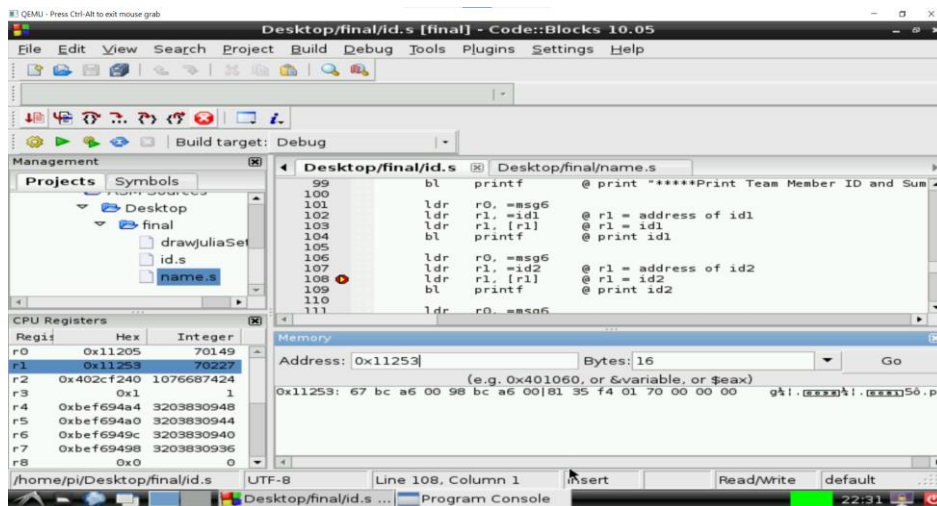 QEMU - Press Ctrl-Alt to exit mouse grab
Desktop/final/id.s [final] - Code::Blocks 10.05
File Edit View Search Project Build Debug Tools Plugins Settings Help
Build target: Debug
Management
Projects Symbols
ASM Sources
Desktop
final
drawJuliaSet
id.s
name.s
Desktop/final/id.s Desktop/final/name.s
99 bl printf @ print "*****Print Team Member ID and Sum
100
101 ldr r0, =msg6
102 ldr r1, =id1 @ r1 = address of id1
103 ldr r1, [r1] @ r1 = id1
104 bl printf @ print id1
105
106 ldr r0, =msg6
107 ldr r1, =id2 @ r1 = address of id2
108 ldr r1, [r1] @ r1 = id2
109 bl printf @ print id2
110
111 ldr r0, =msg6
CPU Registers
Regis Hex Integer
r0 0x11205 70149
r1 0x11253 70227
r2 0x402cf240 1076687424
r3 0x1 1
r4 0xbef694a4 3203830948
r5 0xbef694a0 3203830944
r6 0xbef6949c 3203830940
r7 0xbef69498 3203830936
r8 0x0 0
Memory
Address: 0x11253 Bytes: 16 Go
(e.g. 0x401060, or &variable, or $eax)
0x11253: 67 bc a6 00 98 bc a6 00|81 35 f4 01 70 00 00 00
/home/pi/Desktop/final/id.s UTF-8 Line 108, Column 1 Insert Read/Write default
Desktop/final/id.s ... Program Console 22:31